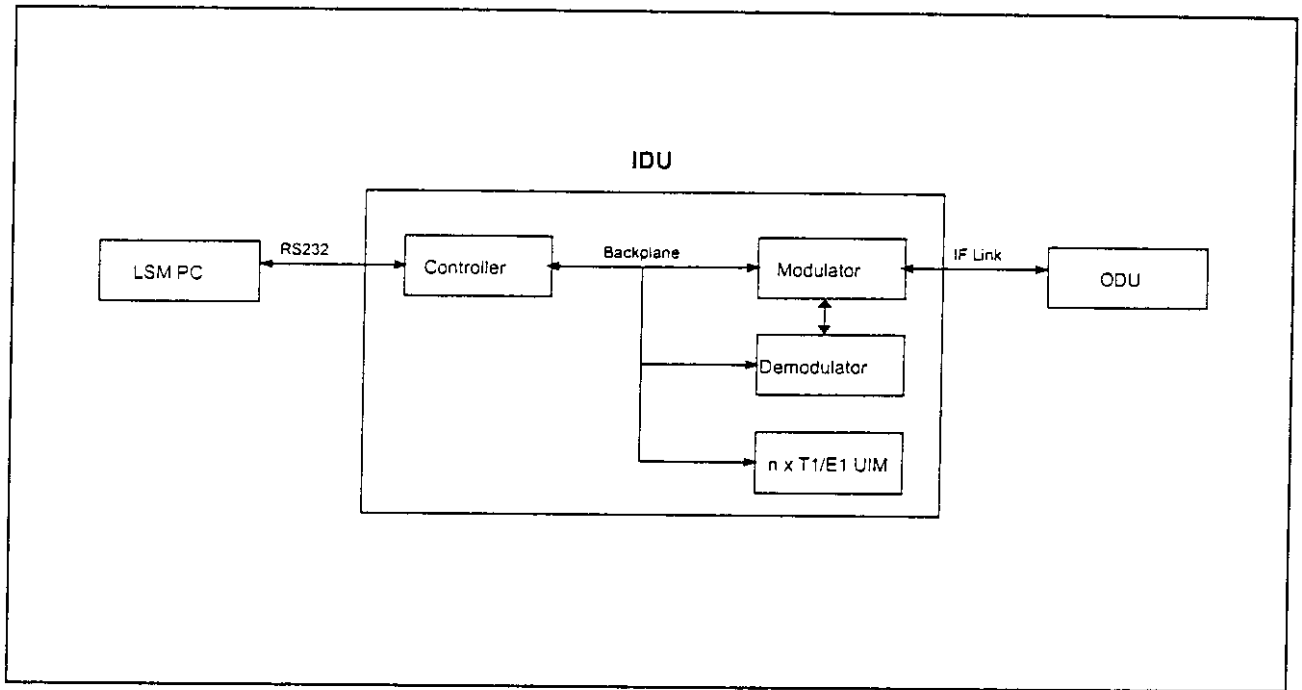 IDU
LSM PC
RS232
Controller
Backplane
Modulator
IF Link
ODU
Demodulator
n x T1/E1 UIM